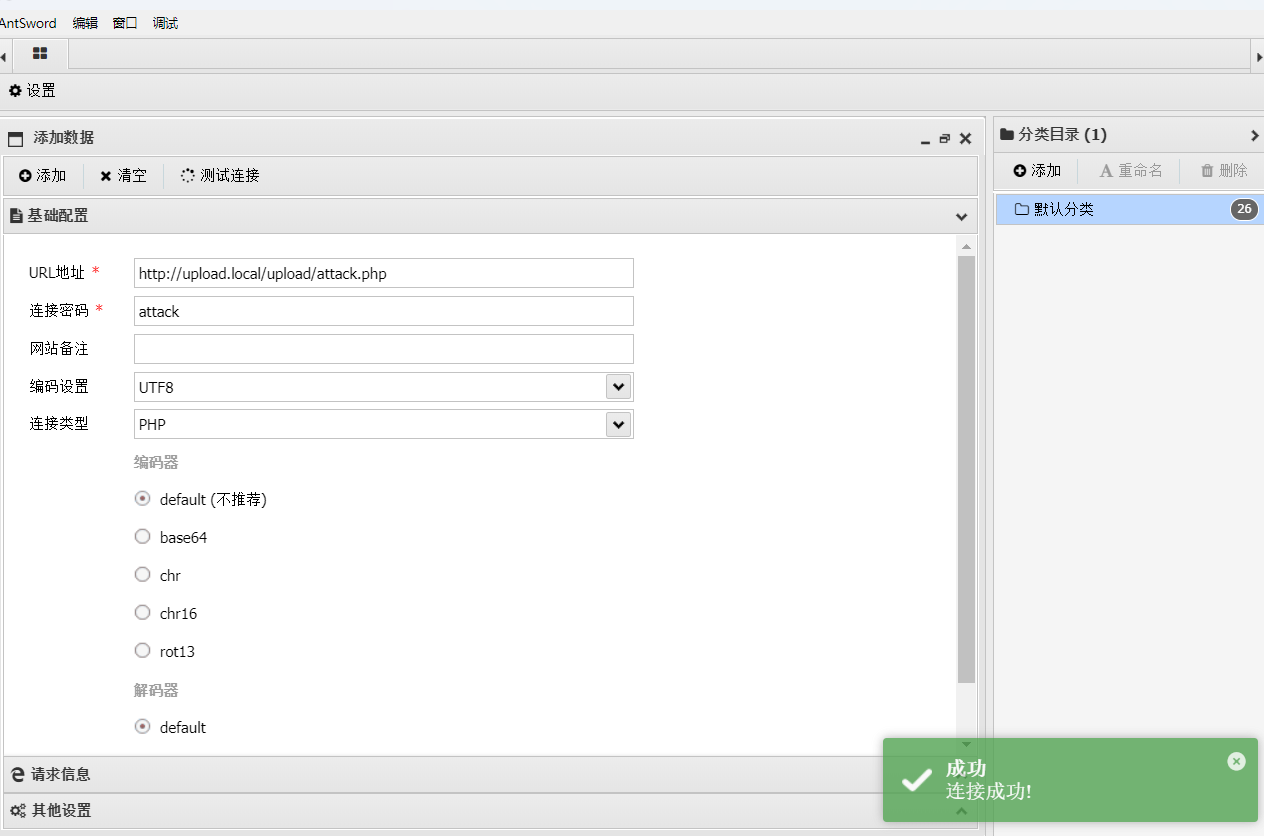 AntSword 编辑 窗口 调试
设置
添加数据
添加 清空 测试连接
基础配置
URL地址 * http://upload.local/upload/attack.php
连接密码 * attack
网站备注
编码设置 UTF8
连接类型 PHP
编码器
default (不推荐)
base64
chr
chr16
rot13
解码器
default
请求信息
其他设置
分类目录 (1)
添加 重命名 删除
默认分类 26
成功
连接成功!